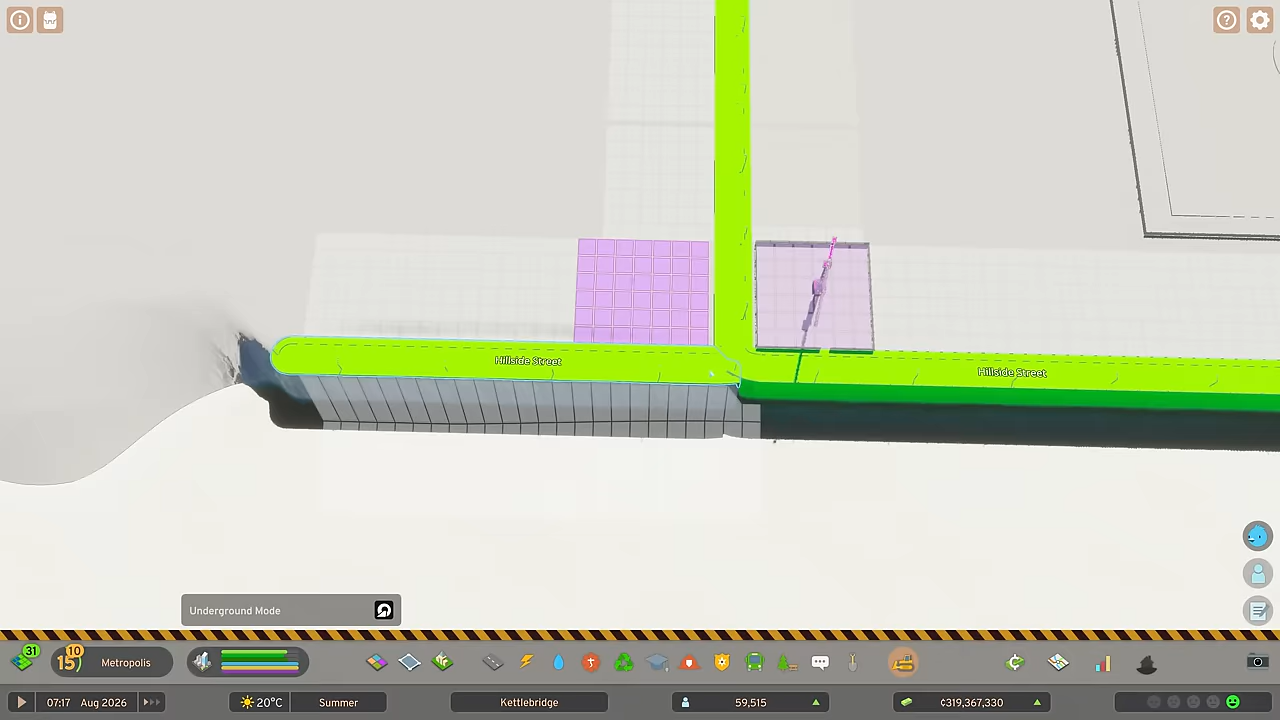 Hillside Street
Hillside Street
Underground Mode
31
10
15
Metropolis
07:17 Aug 2026
20°C
Summer
Kettlebridge
59,515
¢319,367,330